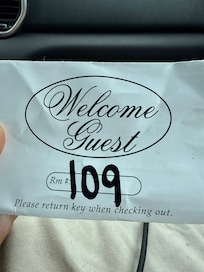 Welcome
Guest
Rm # 109
Please return key when checking out.